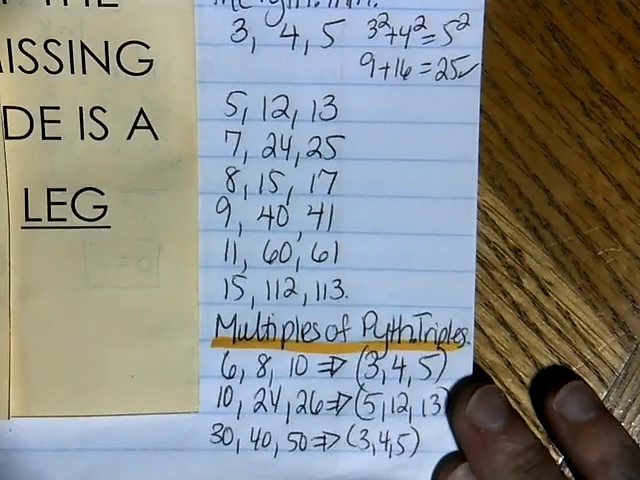 THE
ISSING
DE IS A
LEG
3, 4, 5 3²+4²=5²
9+16=25✓
5, 12, 13
7, 24, 25
8, 15, 17
9, 40, 41
11, 60, 61
15, 112, 113.
Multiples of Pyth.Triples.
6, 8, 10 ⇒ (3,4,5)
10, 24, 26 ⇒ (5,12,13)
30, 40, 50 ⇒ (3,4,5)